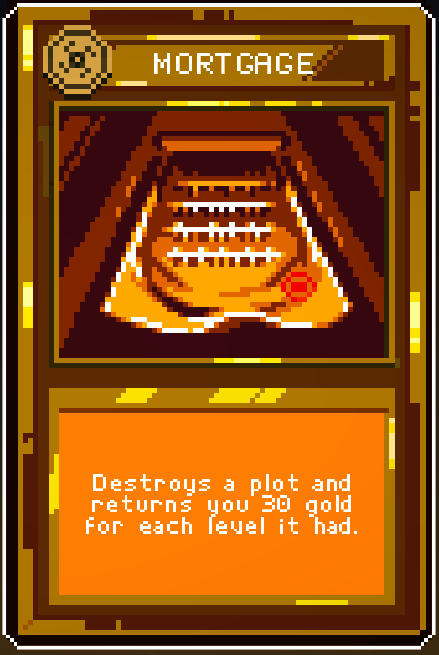 MORTGAGE
Destroys a plot and
returns you 30 gold
for each level it had.